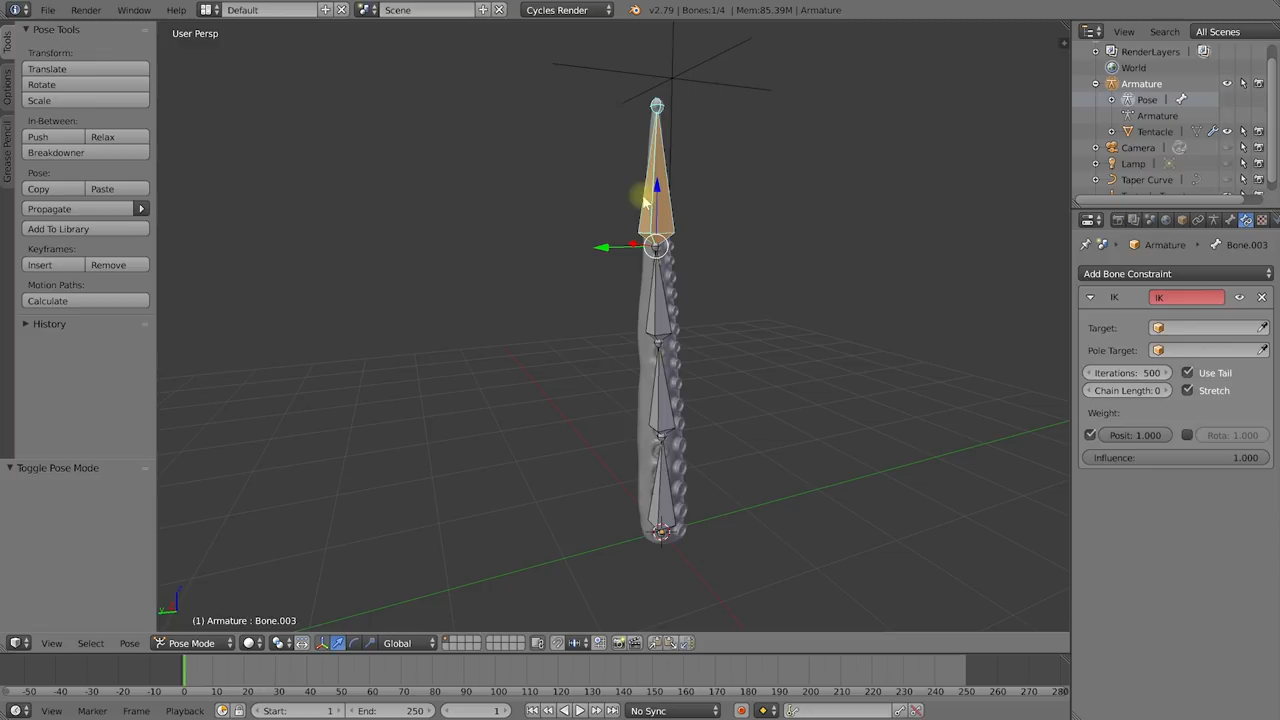 File Render Window Help Default Scene Cycles Render v2.79 | Bones:1/4 | Mem:85.39M | Armature
View Search All Scenes
Tools
Options
Grease Pencil
Pose Tools
Transform:
Translate
Rotate
Scale
In-Between:
Push Relax
Breakdowner
Pose:
Copy Paste
Propagate
Add To Library
Keyframes:
Insert Remove
Motion Paths:
Calculate
History
Toggle Pose Mode
User Persp
(1) Armature : Bone.003
RenderLayers
World
Armature
Pose
Armature
Tentacle
Camera
Lamp
Taper Curve
Armature Bone.003
Add Bone Constraint
IK IK
Target:
Pole Target:
Iterations: 500 Use Tail
Chain Length: 0 Stretch
Weight:
Posit: 1.000 Rota: 1.000
Influence: 1.000
View Select Pose Pose Mode Global
-50 -40 -30 -20 -10 0 10 20 30 40 50 60 70 80 90 100 110 120 130 140 150 160 170 180 190 200 210 220 230 240 250 260 270 280
View Marker Frame Playback Start: 1 End: 250 1 No Sync